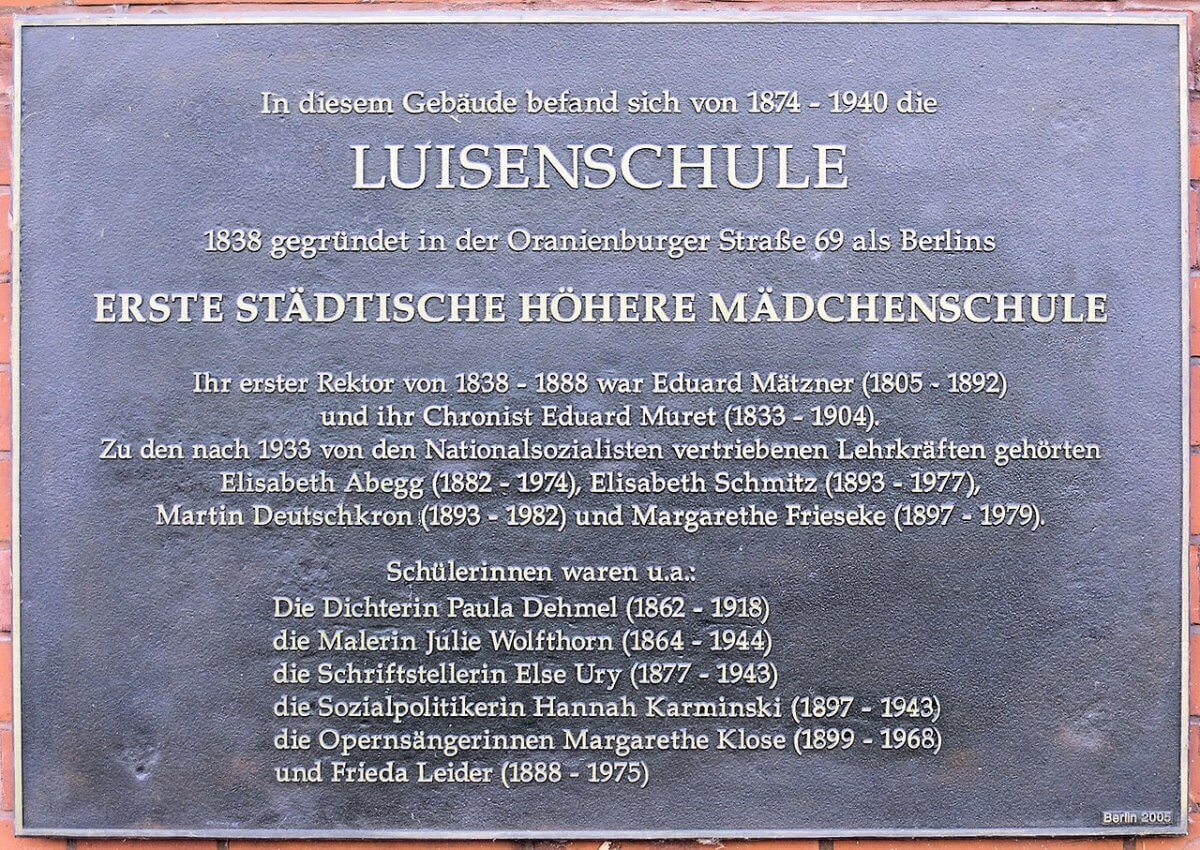 In diesem Gebäude befand sich von 1874 - 1940 die
LUISENSCHULE
1838 gegründet in der Oranienburger Straße 69 als Berlins
ERSTE STÄDTISCHE HÖHERE MÄDCHENSCHULE
Ihr erster Rektor von 1838 - 1888 war Eduard Mätzner (1805 - 1892)
und ihr Chronist Eduard Muret (1833 - 1904).
Zu den nach 1933 von den Nationalsozialisten vertriebenen Lehrkräften gehörten
Elisabeth Abegg (1882 - 1974), Elisabeth Schmitz (1893 - 1977),
Martin Deutschkron (1893 - 1982) und Margarethe Frieseke (1897 - 1979).
Schülerinnen waren u.a.:
Die Dichterin Paula Dehmel (1862 - 1918)
die Malerin Julie Wolfthorn (1864 - 1944)
die Schriftstellerin Else Ury (1877 - 1943)
die Sozialpolitikerin Hannah Karminski (1897 - 1943)
die Opernsängerinnen Margarethe Klose (1899 - 1968)
und Frieda Leider (1888 - 1975)
Berlin 2005